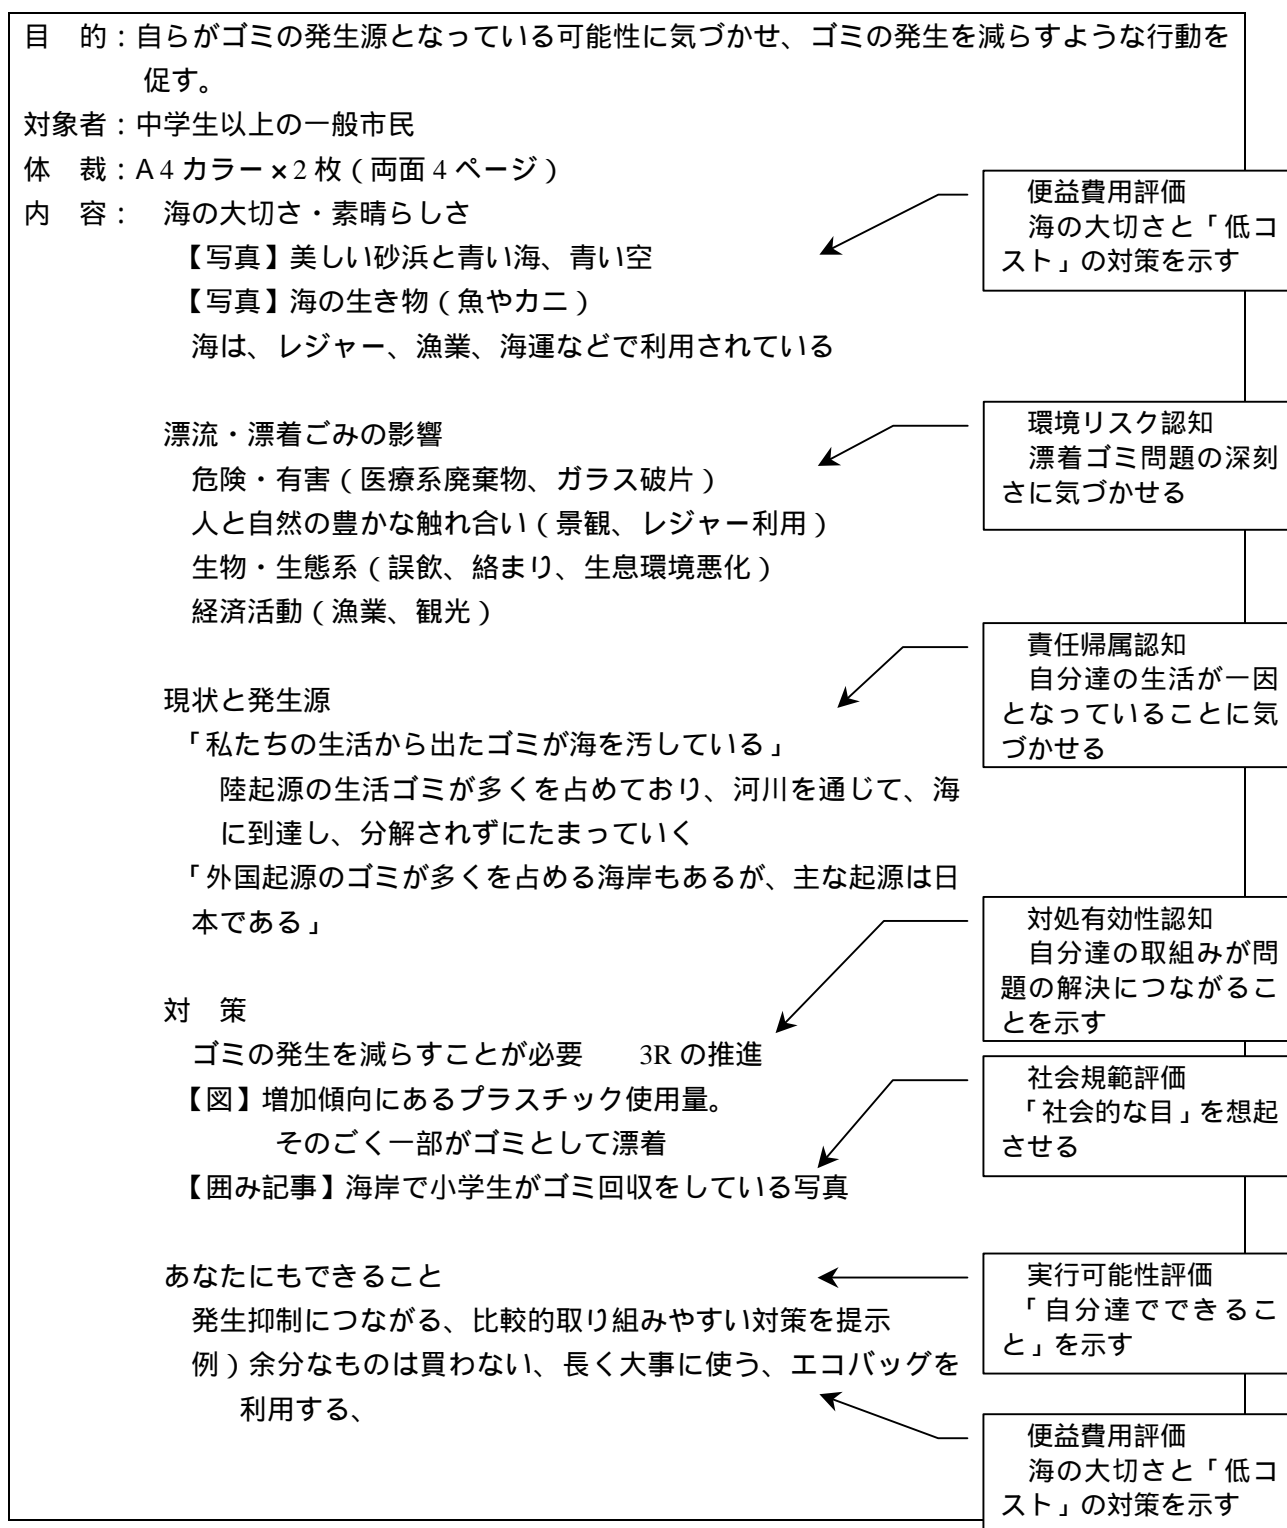 目　的：自らがゴミの発生源となっている可能性に気づかせ、ゴミの発生を減らすような行動を
促す。
対象者：中学生以上の一般市民
体　裁：A4カラー×2枚（両面4ページ）
内　容：　海の大切さ・素晴らしさ
【写真】美しい砂浜と青い海、青い空
【写真】海の生き物（魚やカニ）
海は、レジャー、漁業、海運などで利用されている
便益費用評価
海の大切さと「低コ
スト」の対策を示す
漂流・漂着ごみの影響
危険・有害（医療系廃棄物、ガラス破片）
人と自然の豊かな触れ合い（景観、レジャー利用）
生物・生態系（誤飲、絡まり、生息環境悪化）
経済活動（漁業、観光）
環境リスク認知
漂着ゴミ問題の深刻
さに気づかせる
現状と発生源
「私たちの生活から出たゴミが海を汚している」
陸起源の生活ゴミが多くを占めており、河川を通じて、海
に到達し、分解されずにたまっていく
「外国起源のゴミが多くを占める海岸もあるが、主な起源は日
本である」
責任帰属認知
自分達の生活が一因
となっていることに気
づかせる
対　策
ゴミの発生を減らすことが必要　　3Rの推進
【図】増加傾向にあるプラスチック使用量。
そのごく一部がゴミとして漂着
【囲み記事】海岸で小学生がゴミ回収をしている写真
対処有効性認知
自分達の取組みが問
題の解決につながるこ
とを示す
社会規範評価
「社会的な目」を想起
させる
あなたにもできること
発生抑制につながる、比較的取り組みやすい対策を提示
例）余分なものは買わない、長く大事に使う、エコバッグを
利用する、
実行可能性評価
「自分達でできるこ
と」を示す
便益費用評価
海の大切さと「低コ
スト」の対策を示す